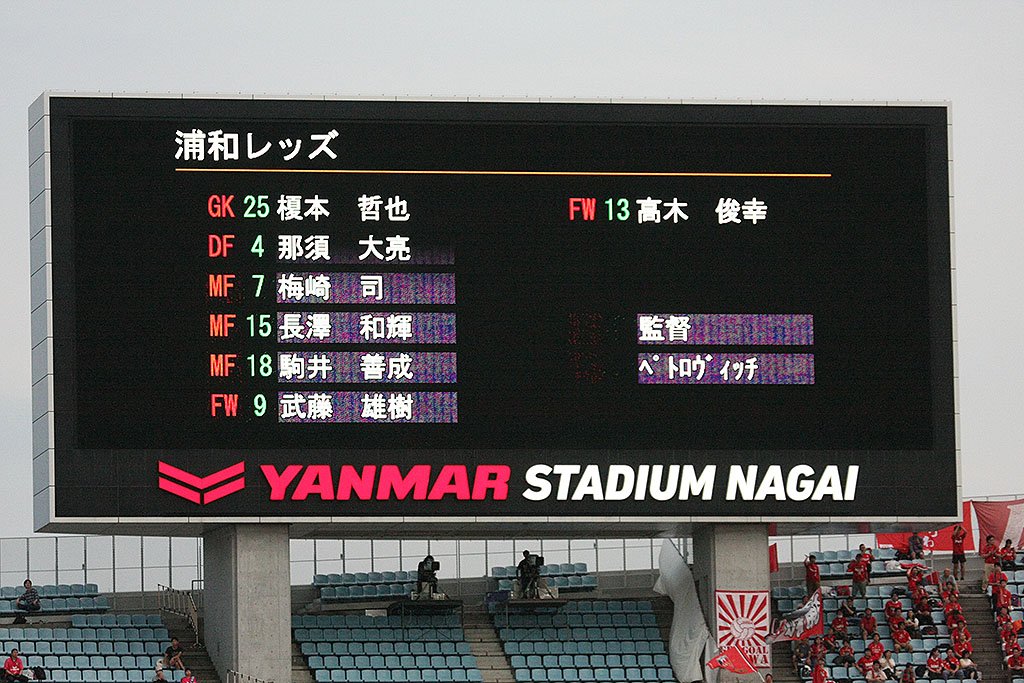 浦和レッズ
GK 25 榎本 哲也
DF 4 那須 大亮
MF 7 梅崎 司
MF 15 長澤 和輝
MF 18 駒井 善成
FW 9 武藤 雄樹
FW 13 高木 俊幸
監督
ﾍﾟﾄﾛｳﾞｨｯﾁ
YANMAR STADIUM NAGAI